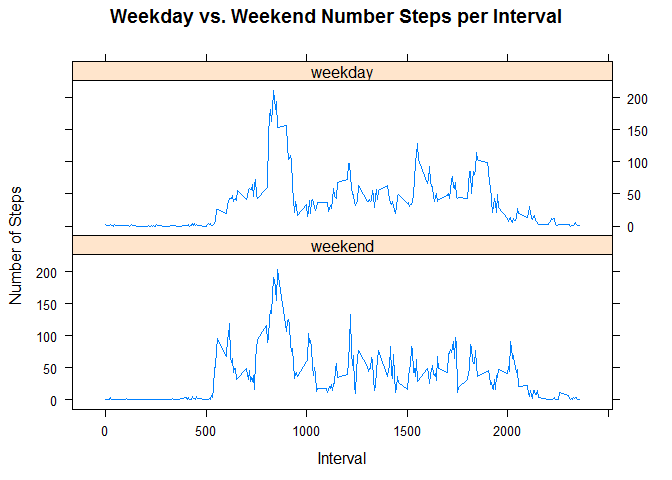 Weekday vs. Weekend Number Steps per Interval
weekday
200
150
100
50
0
Number of Steps
weekend
200
150
100
50
0
0 500 1000 1500 2000
Interval